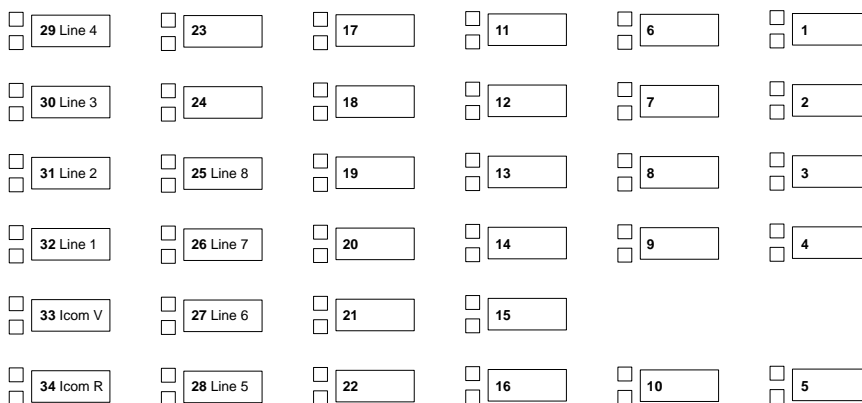 29 Line 4 23 17 11 6 1
30 Line 3 24 18 12 7 2
31 Line 2 25 Line 8 19 13 8 3
32 Line 1 26 Line 7 20 14 9 4
33 Icom V 27 Line 6 21 15
34 Icom R 28 Line 5 22 16 10 5